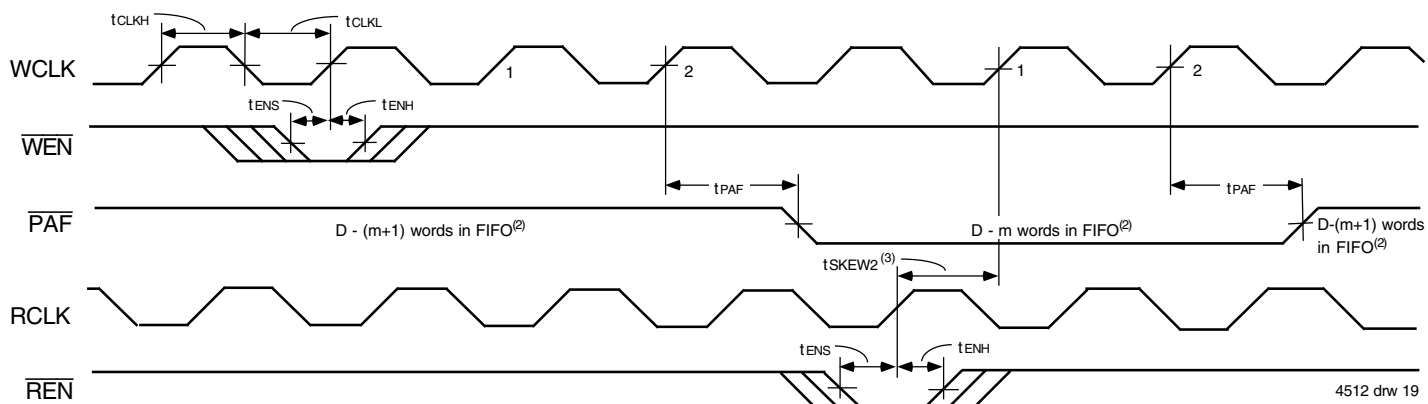 tCLKH
tCLKL
WCLK
1
2
1
2
tENS
tENH
WEN
tPAF
tPAF
PAF
D - (m+1) words in FIFO(2)
D - m words in FIFO(2)
D-(m+1) words
in FIFO(2)
tSKEW2(3)
RCLK
tENS
tENH
REN
4512 drw 19